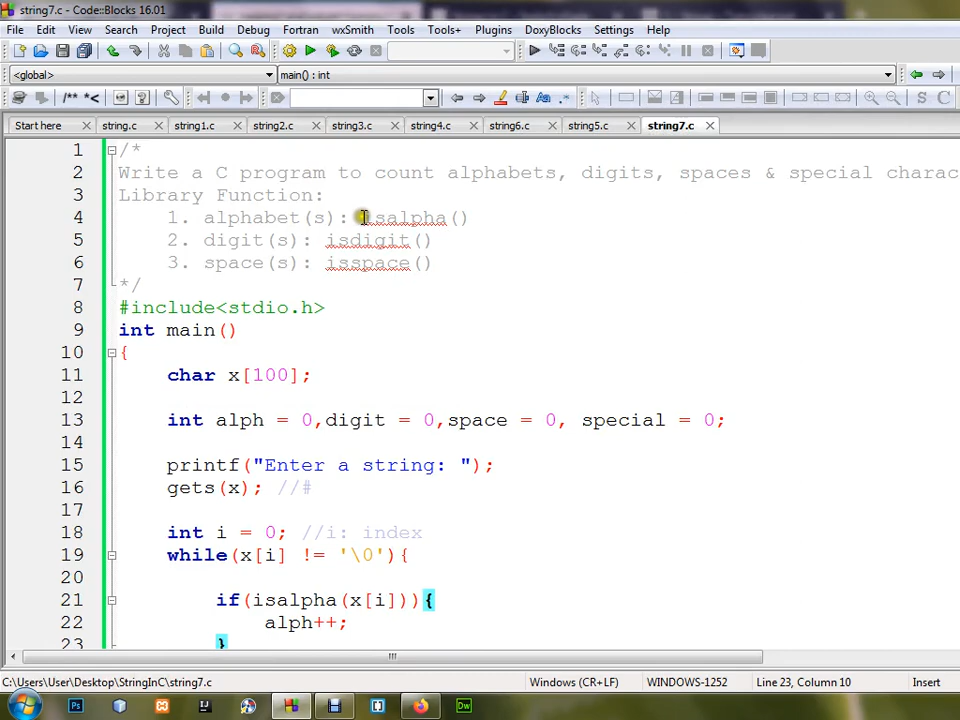 string7.c - Code::Blocks 16.01
File Edit View Search Project Build Debug Fortran wxSmith Tools Tools+ Plugins DoxyBlocks Settings Help
<global> main() : int
/** *<
Start here string.c string1.c string2.c string3.c string4.c string6.c string5.c string7.c
1 /*
2 Write a C program to count alphabets, digits, spaces & special charac
3 Library Function:
4 1. alphabet(s): isalpha()
5 2. digit(s): isdigit()
6 3. space(s): isspace()
7 */
8 #include<stdio.h>
9 int main()
10 {
11 char x[100];
12
13 int alph = 0,digit = 0,space = 0, special = 0;
14
15 printf("Enter a string: ");
16 gets(x); //#
17
18 int i = 0; //i: index
19 while(x[i] != '\0'){
20
21 if(isalpha(x[i])){
22 alph++;
23 }
C:\Users\User\Desktop\StringInC\string7.c Windows (CR+LF) WINDOWS-1252 Line 23, Column 10 Insert
Ps Dw